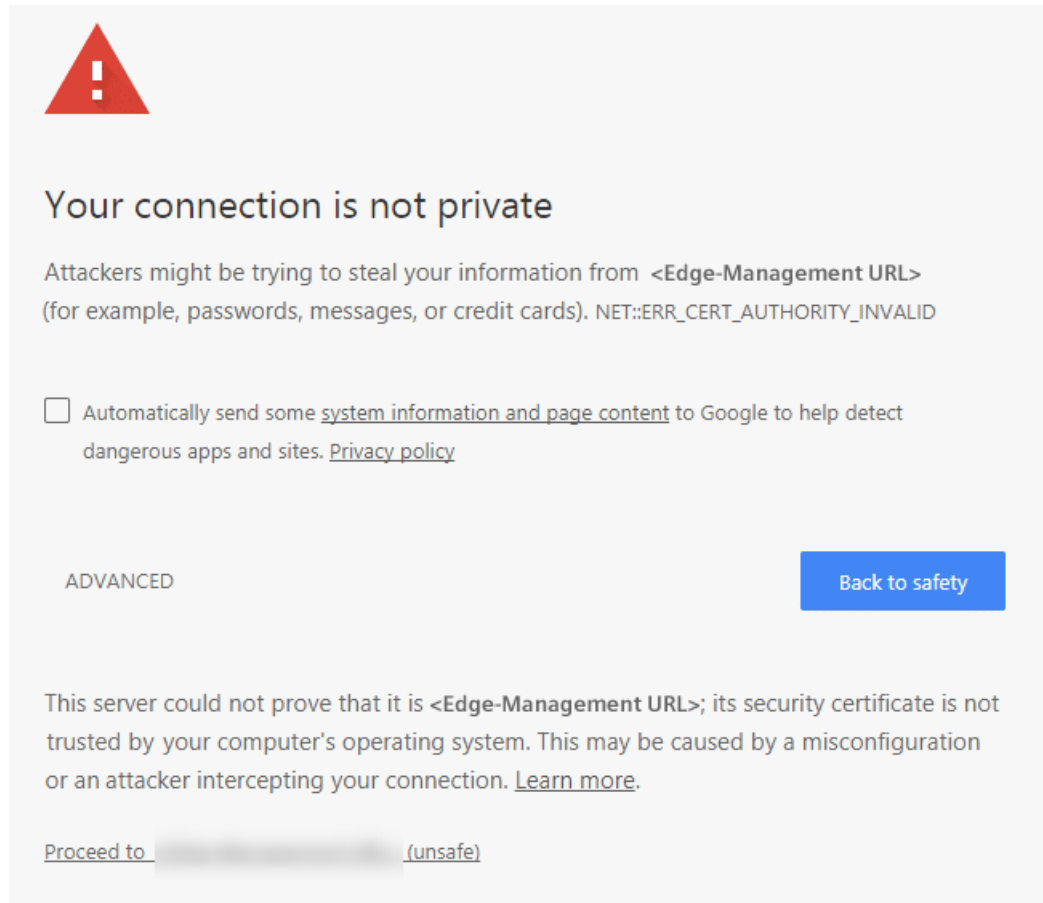 Your connection is not private
Attackers might be trying to steal your information from <Edge-Management URL>
(for example, passwords, messages, or credit cards). NET::ERR_CERT_AUTHORITY_INVALID
Automatically send some system information and page content to Google to help detect
dangerous apps and sites. Privacy policy
ADVANCED
Back to safety
This server could not prove that it is <Edge-Management URL>; its security certificate is not
trusted by your computer's operating system. This may be caused by a misconfiguration
or an attacker intercepting your connection. Learn more.
Proceed to (unsafe)